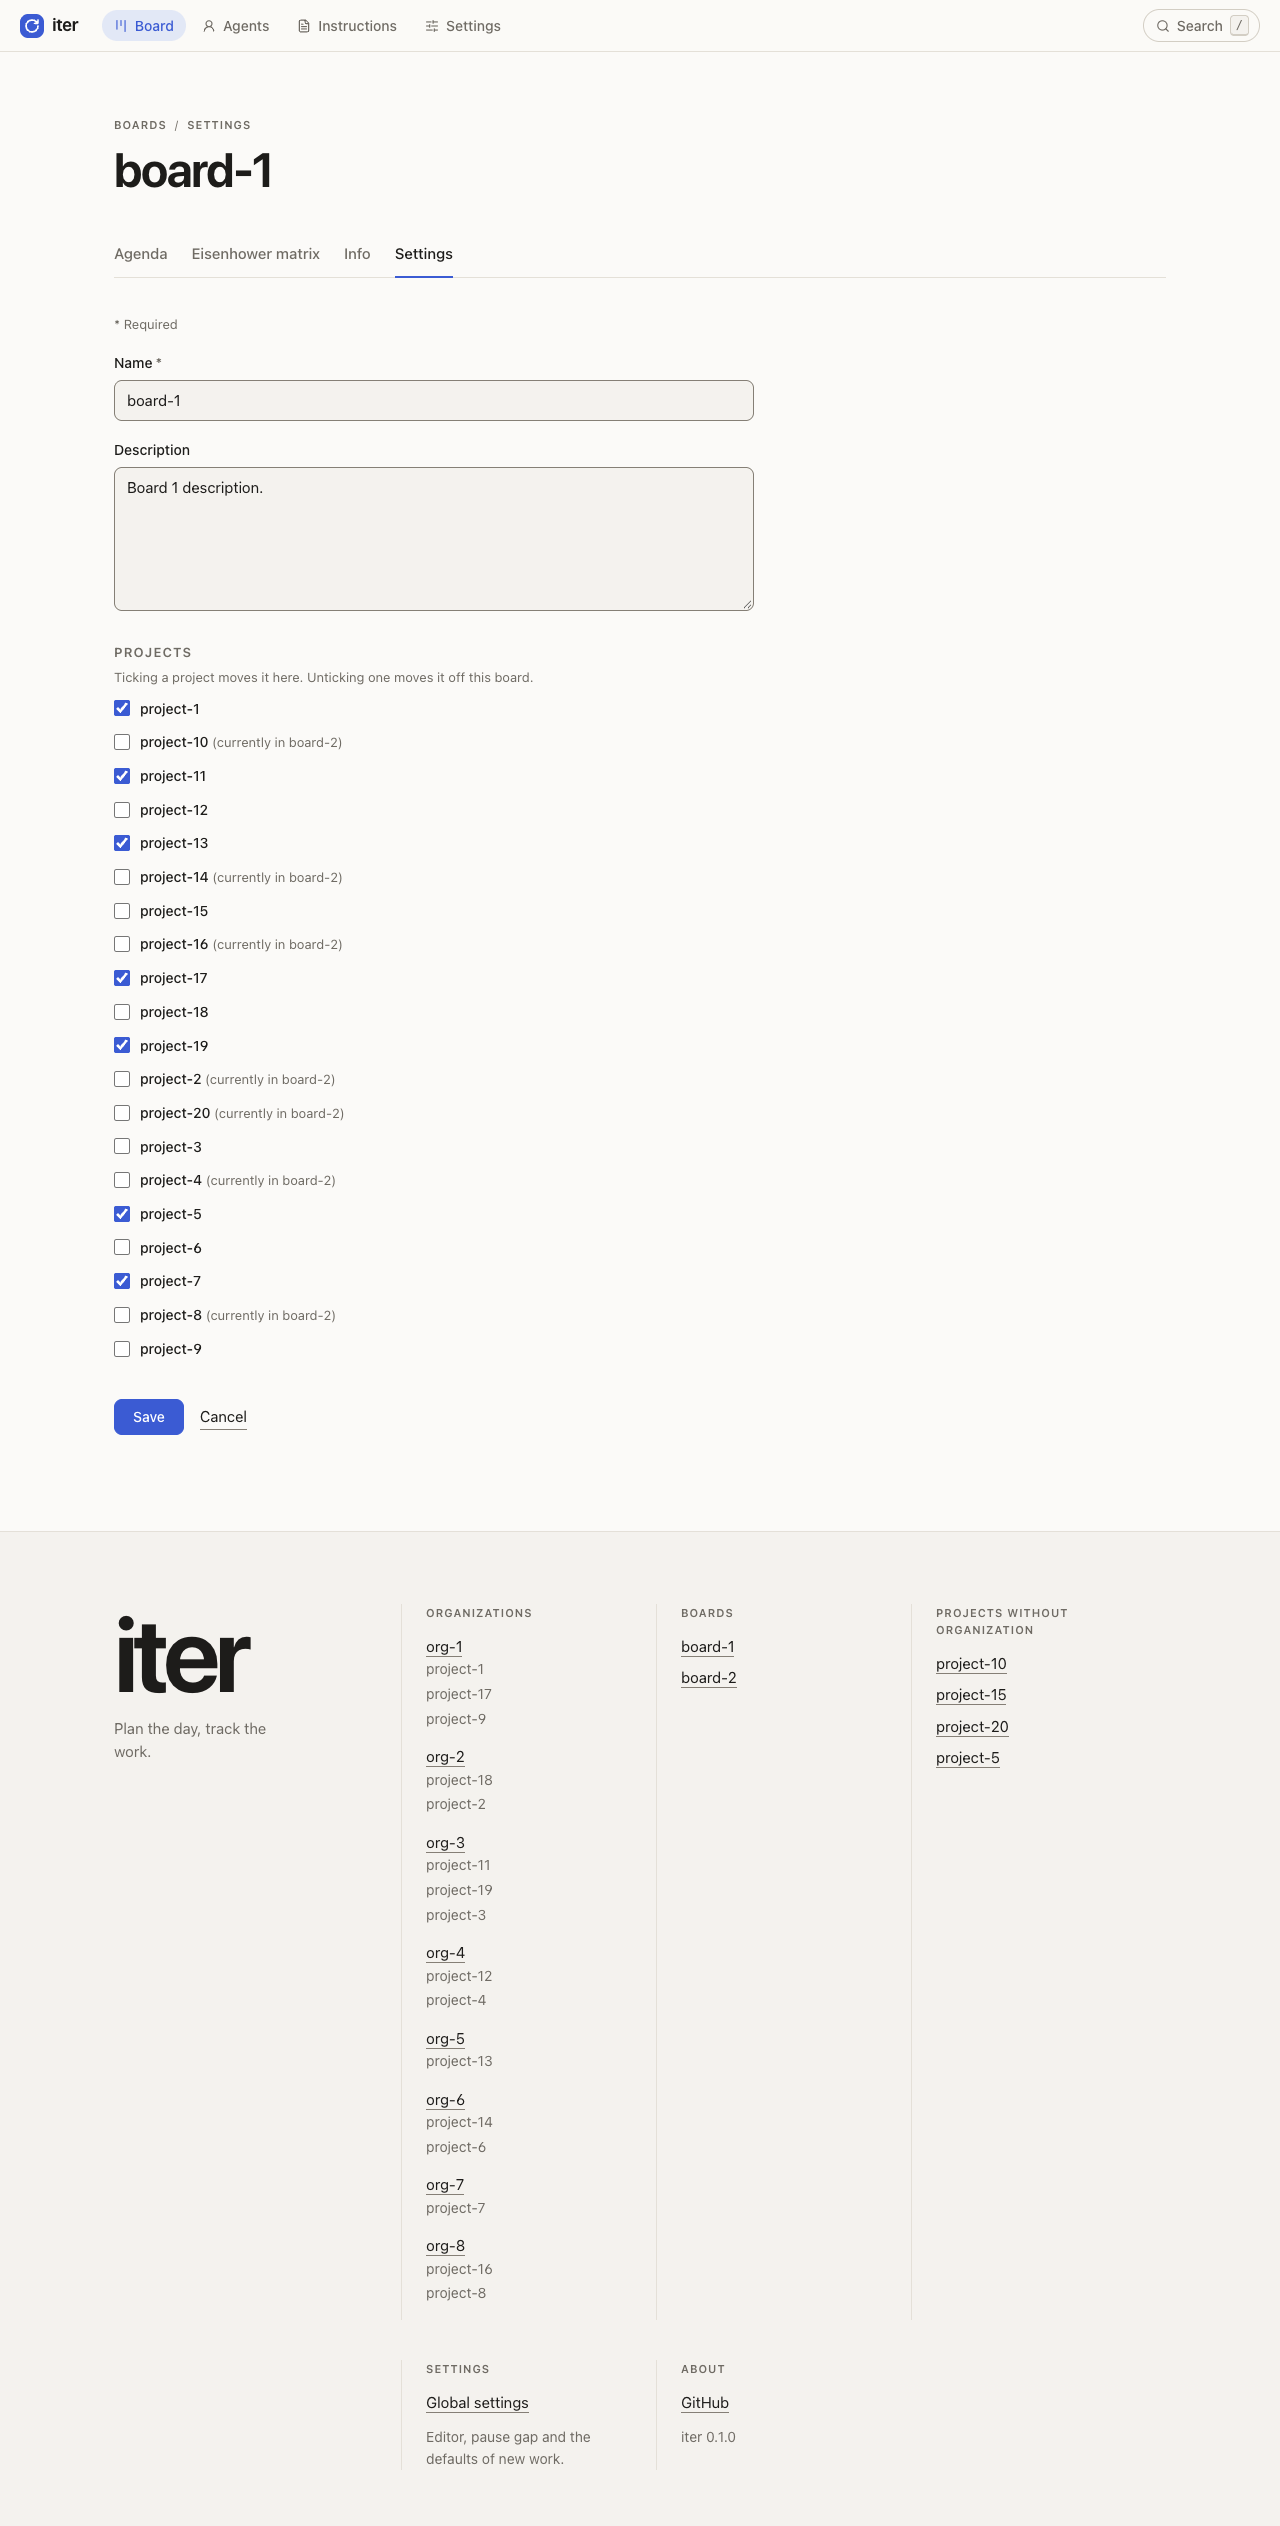 iter
Board
Agents
Instructions
Settings
Search /
BOARDS / SETTINGS
board-1
Agenda
Eisenhower matrix
Info
Settings
* Required
Name *
board-1
Description
Board 1 description.
PROJECTS
Ticking a project moves it here. Unticking one moves it off this board.
project-1
project-10 (currently in board-2)
project-11
project-12
project-13
project-14 (currently in board-2)
project-15
project-16 (currently in board-2)
project-17
project-18
project-19
project-2 (currently in board-2)
project-20 (currently in board-2)
project-3
project-4 (currently in board-2)
project-5
project-6
project-7
project-8 (currently in board-2)
project-9
Save
Cancel
iter
Plan the day, track the
work.
ORGANIZATIONS
org-1
project-1
project-17
project-9
org-2
project-18
project-2
org-3
project-11
project-19
project-3
org-4
project-12
project-4
org-5
project-13
org-6
project-14
project-6
org-7
project-7
org-8
project-16
project-8
BOARDS
board-1
board-2
PROJECTS WITHOUT
ORGANIZATION
project-10
project-15
project-20
project-5
SETTINGS
Global settings
Editor, pause gap and the
defaults of new work.
ABOUT
GitHub
iter 0.1.0